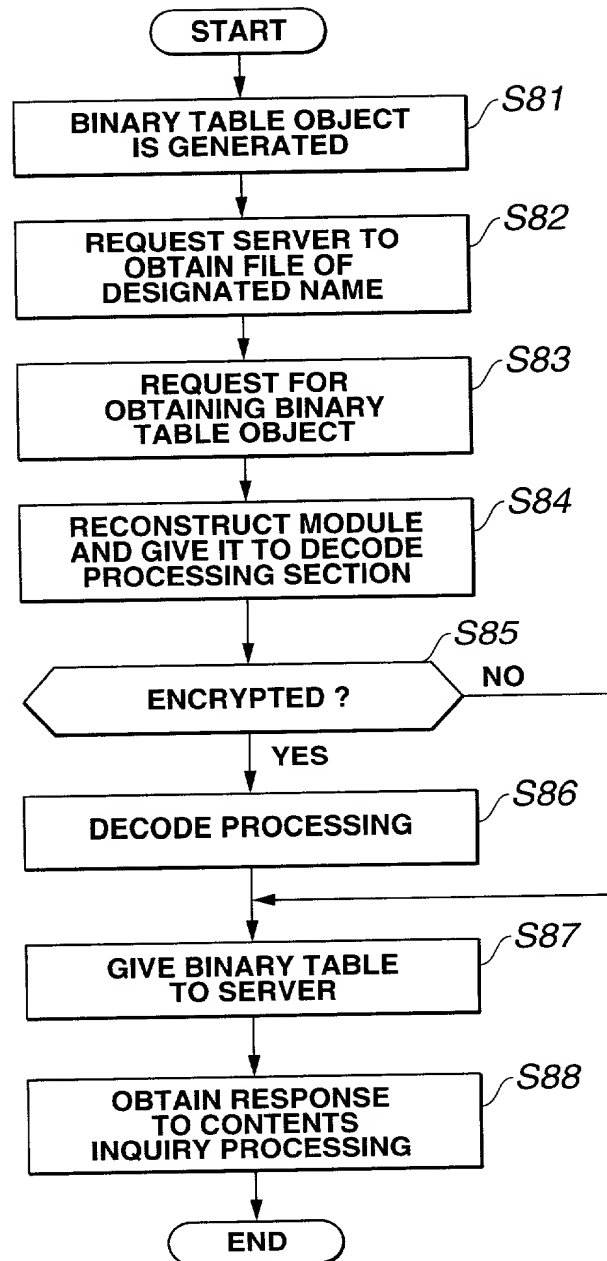 START
S81
BINARY TABLE OBJECT
IS GENERATED
S82
REQUEST SERVER TO
OBTAIN FILE OF
DESIGNATED NAME
S83
REQUEST FOR
OBTAINING BINARY
TABLE OBJECT
S84
RECONSTRUCT MODULE
AND GIVE IT TO DECODE
PROCESSING SECTION
S85
ENCRYPTED ?
NO
YES
S86
DECODE PROCESSING
S87
GIVE BINARY TABLE
TO SERVER
S88
OBTAIN RESPONSE
TO CONTENTS
INQUIRY PROCESSING
END